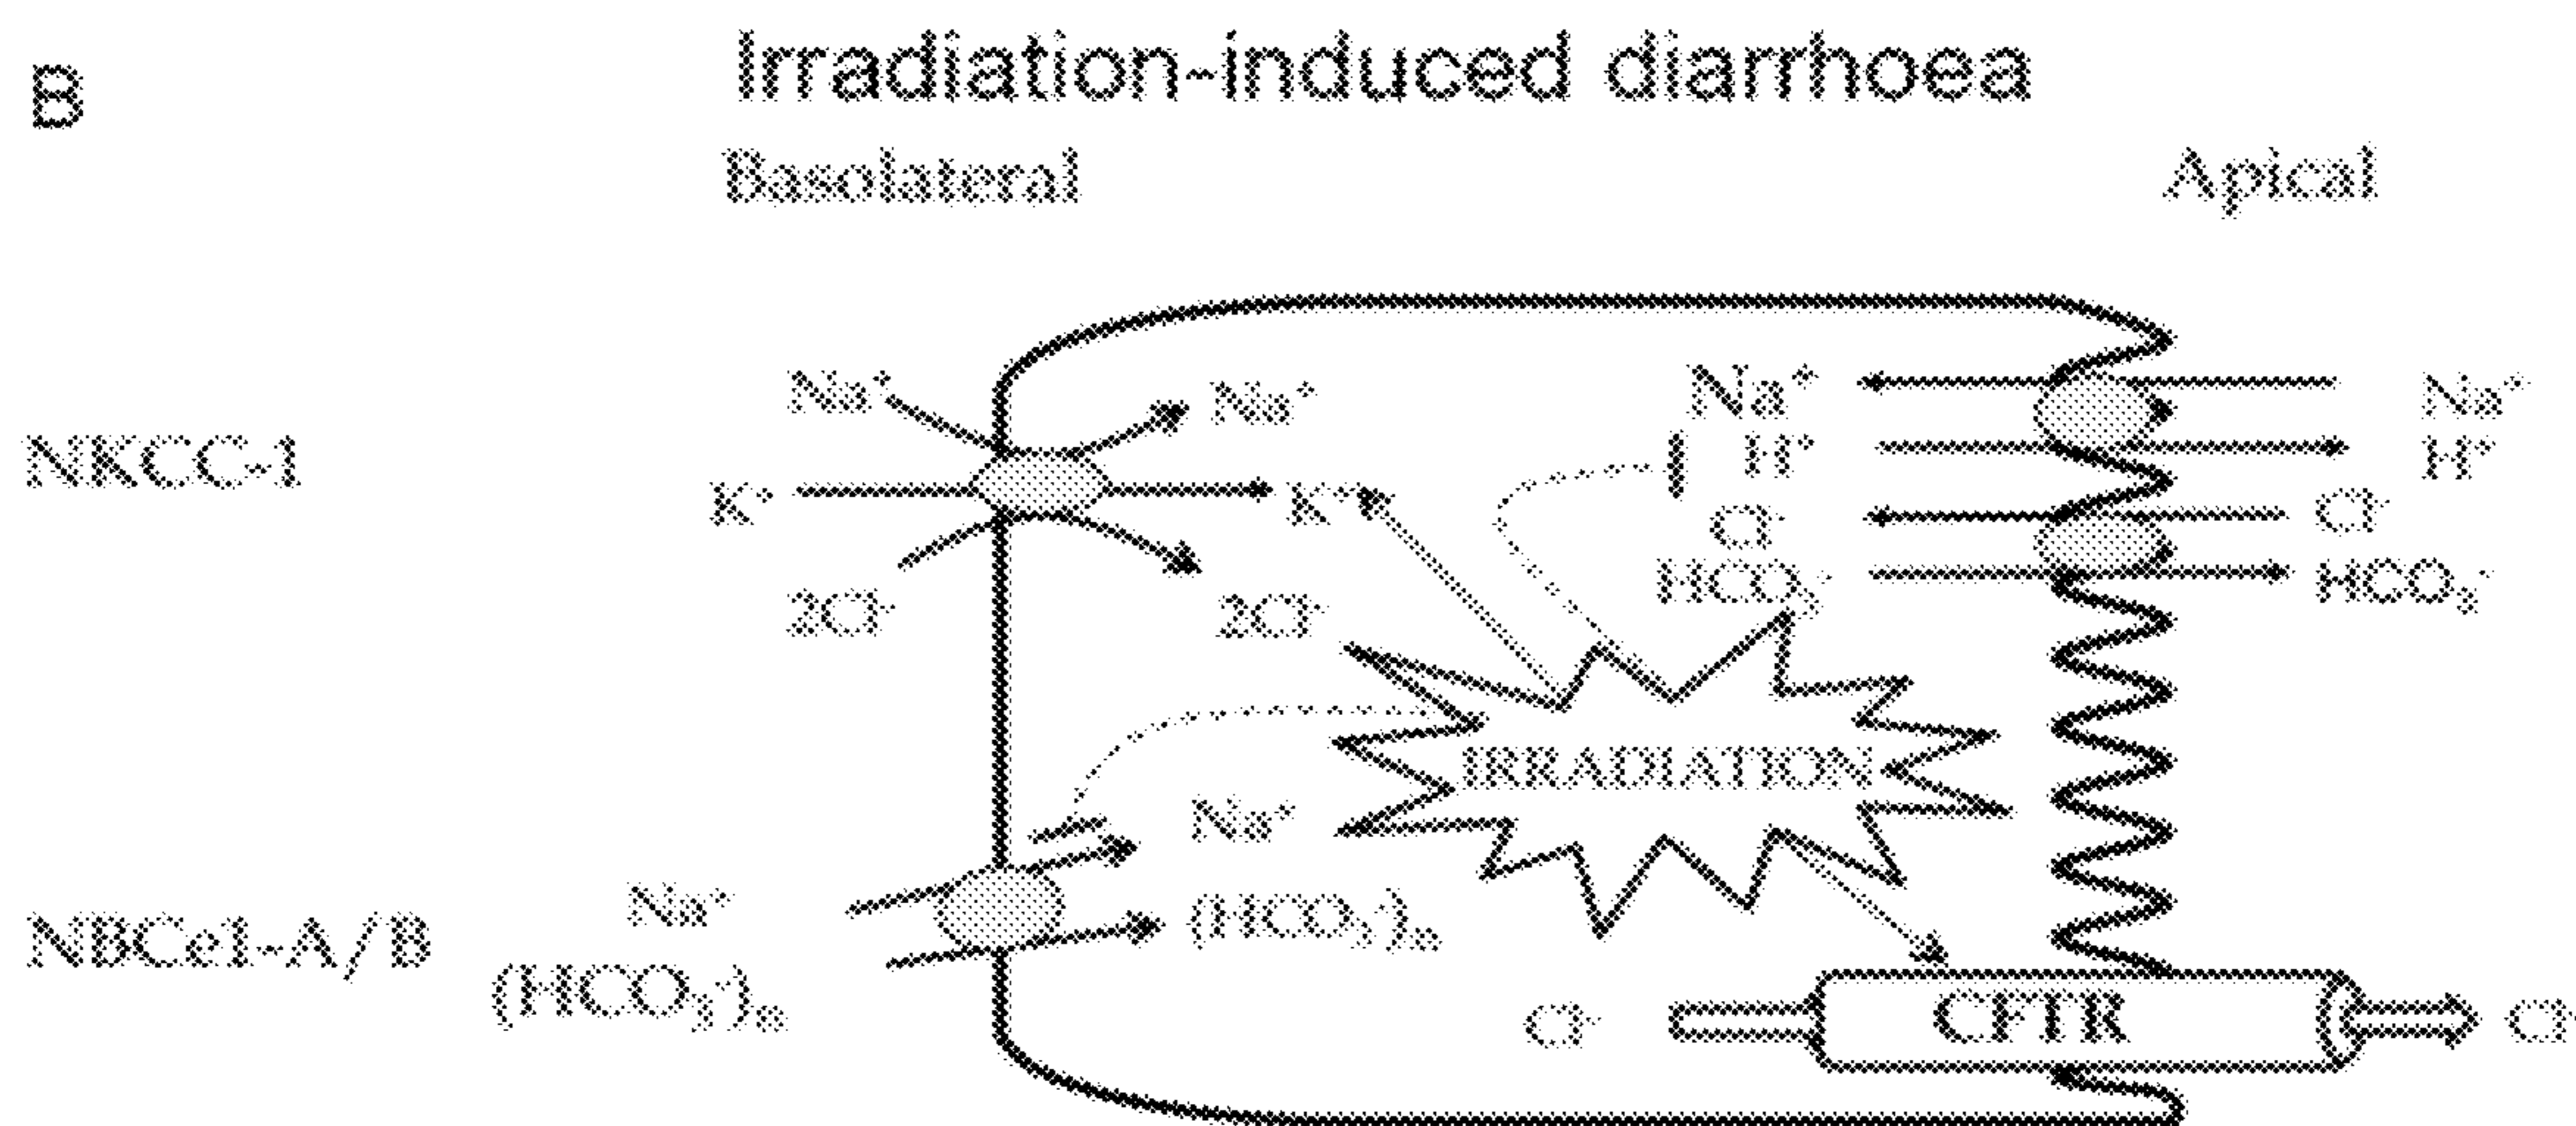 B
Irradiation-induced diarrhoea
Basolateral
Apical
Na⁺
Na⁺
Na⁺
Na⁺
NKCC-1
H⁺
H⁺
K⁺
K⁺
Cl⁻
Cl⁻
HCO₃⁻
HCO₃⁻
2Cl⁻
2Cl⁻
IRRADIATION
Na⁺
Na⁺
NBCe1-A/B
(HCO₃⁻)ₙ
(HCO₃⁻)ₙ
Cl⁻
CFTR
Cl